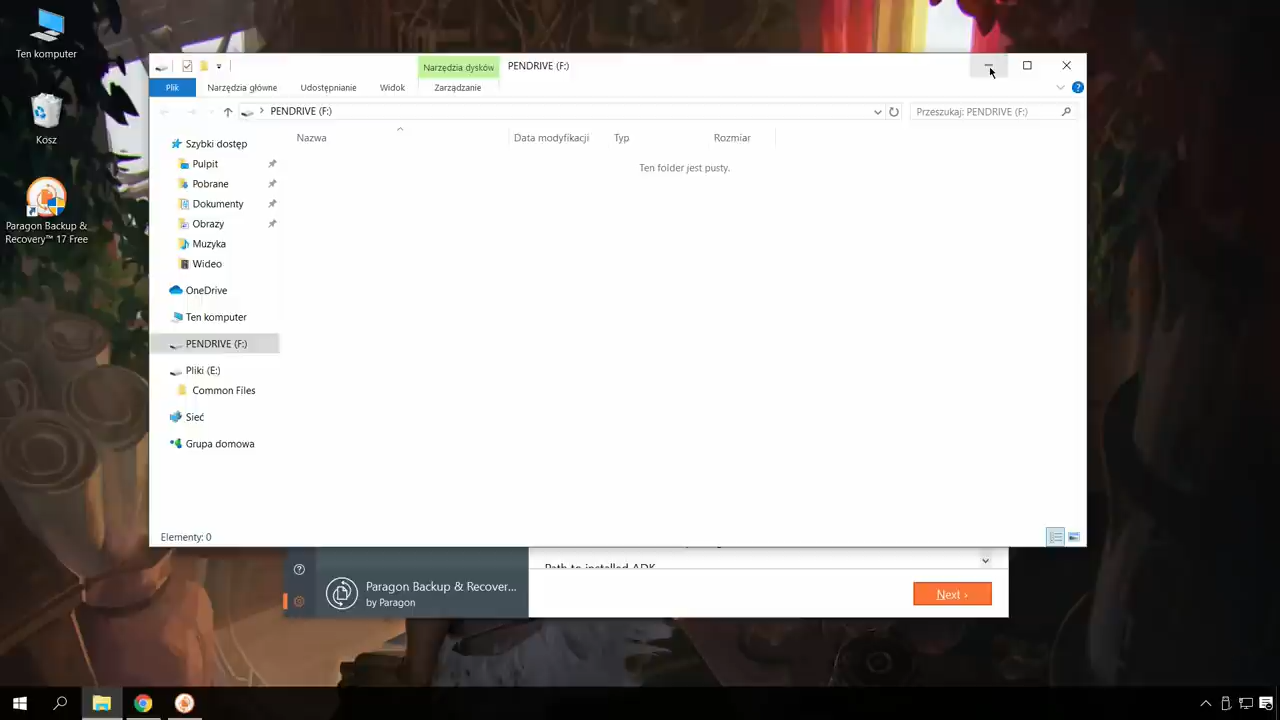 Ten komputer
Kosz
Paragon Backup &
Recovery™ 17 Free
Narzędzia dysków
PENDRIVE (F:)
Plik
Narzędzia główne
Udostępnianie
Widok
Zarządzanie
PENDRIVE (F:)
Przeszukaj: PENDRIVE (F:)
Nazwa
Data modyfikacji
Typ
Rozmiar
Ten folder jest pusty.
Szybki dostęp
Pulpit
Pobrane
Dokumenty
Obrazy
Muzyka
Wideo
OneDrive
Ten komputer
PENDRIVE (F:)
Pliki (E:)
Common Files
Sieć
Grupa domowa
Elementy: 0
Path to installed ADK
Paragon Backup & Recover...
by Paragon
Next ›